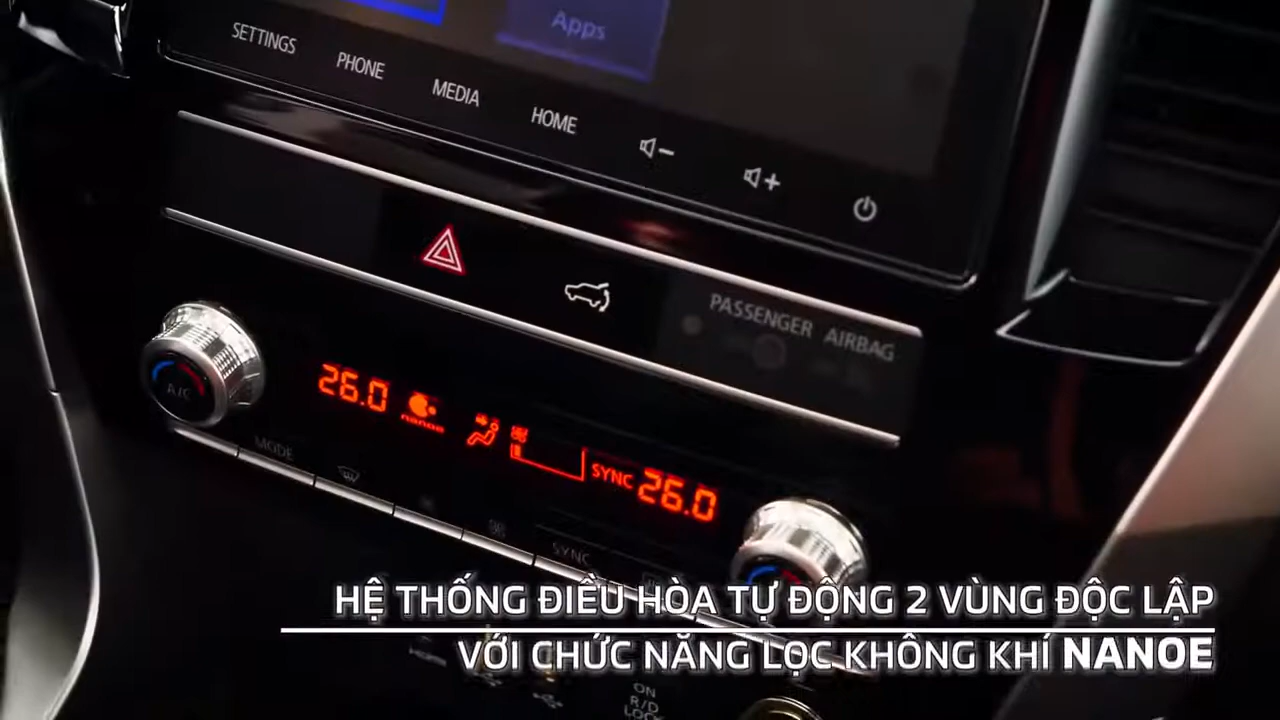 Apps
SETTINGS PHONE MEDIA HOME
PASSENGER AIRBAG
A/C
26.0 nanoe SYNC 26.0
MODE
SYNC
HỆ THỐNG ĐIỀU HÒA TỰ ĐỘNG 2 VÙNG ĐỘC LẬP
VỚI CHỨC NĂNG LỌC KHÔNG KHÍ NANOE
HDMI
ON
R/D
LOCK